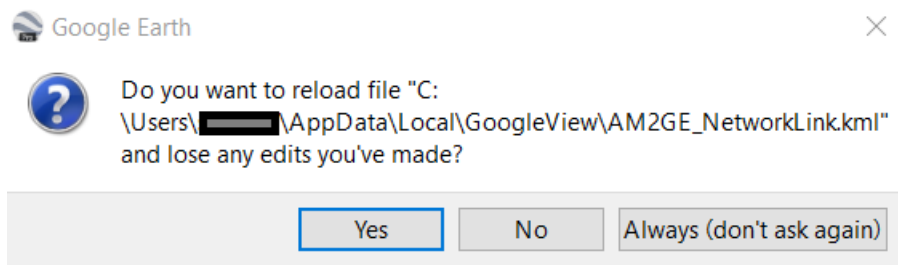 Google Earth
Do you want to reload file "C:
\Users\ \AppData\Local\GoogleView\AM2GE_NetworkLink.kml"
and lose any edits you've made?
Yes
No
Always (don't ask again)